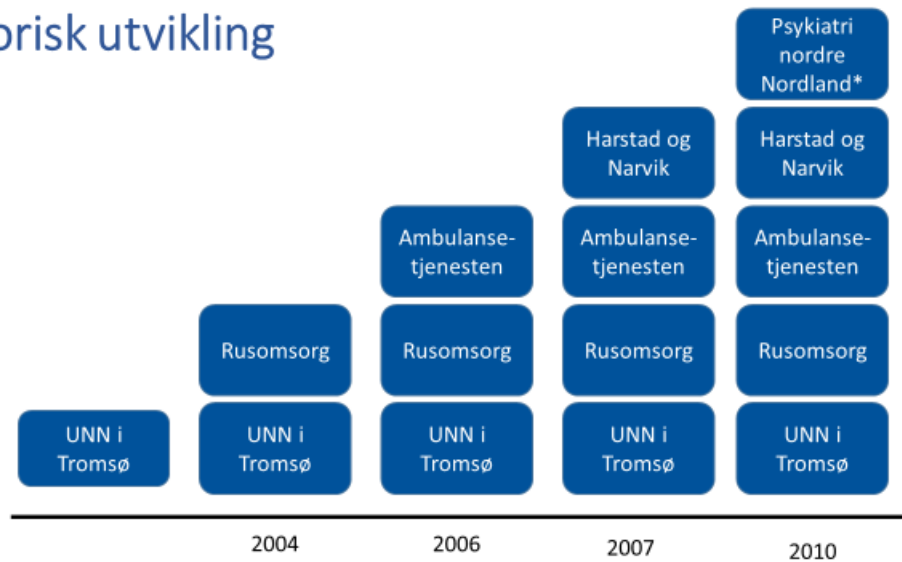 orisk utvikling
Psykiatri
nordre
Nordland*
Harstad og
Narvik
Harstad og
Narvik
Ambulanse-
tjenesten
Ambulanse-
tjenesten
Ambulanse-
tjenesten
Rusomsorg
Rusomsorg
Rusomsorg
Rusomsorg
UNN i
Tromsø
UNN i
Tromsø
UNN i
Tromsø
UNN i
Tromsø
UNN i
Tromsø
2004
2006
2007
2010